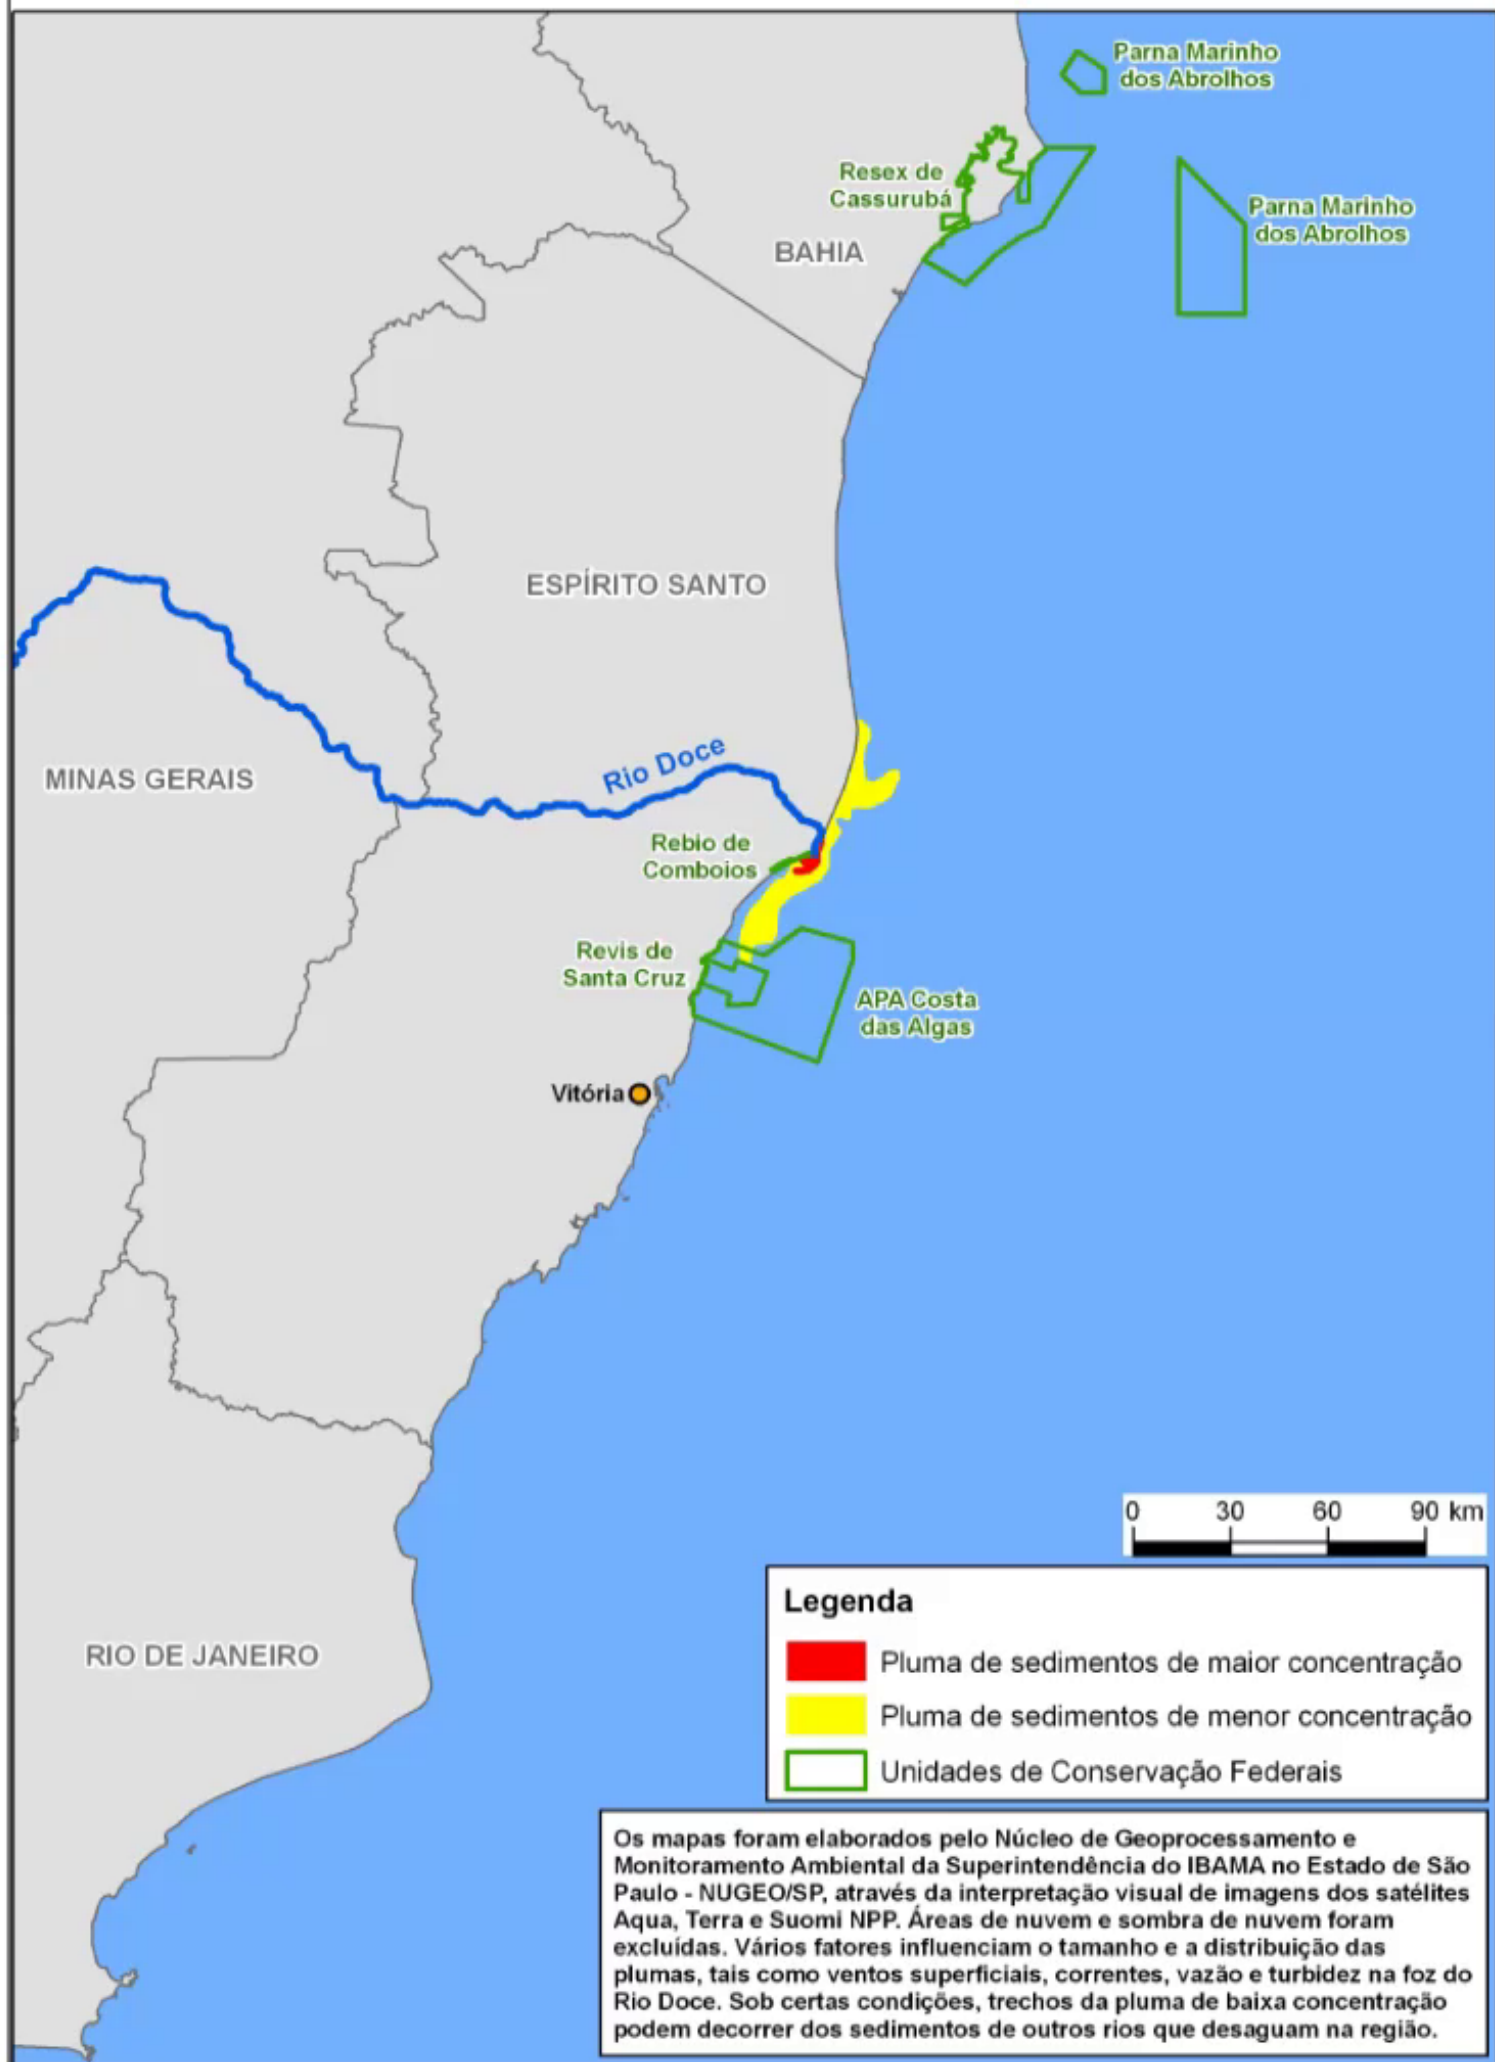 Parna Marinho
dos Abrolhos
Resex de
Cassurubá
Parna Marinho
dos Abrolhos
BAHIA
ESPÍRITO SANTO
Rio Doce
MINAS GERAIS
Rebio de
Comboios
Revis de
Santa Cruz
APA Costa
das Algas
Vitória
0 30 60 90 km
Legenda
Pluma de sedimentos de maior concentração
Pluma de sedimentos de menor concentração
Unidades de Conservação Federais
RIO DE JANEIRO
Os mapas foram elaborados pelo Núcleo de Geoprocessamento e
Monitoramento Ambiental da Superintendência do IBAMA no Estado de São
Paulo - NUGEO/SP, através da interpretação visual de imagens dos satélites
Aqua, Terra e Suomi NPP. Áreas de nuvem e sombra de nuvem foram
excluídas. Vários fatores influenciam o tamanho e a distribuição das
plumas, tais como ventos superficiais, correntes, vazão e turbidez na foz do
Rio Doce. Sob certas condições, trechos da pluma de baixa concentração
podem decorrer dos sedimentos de outros rios que desaguam na região.